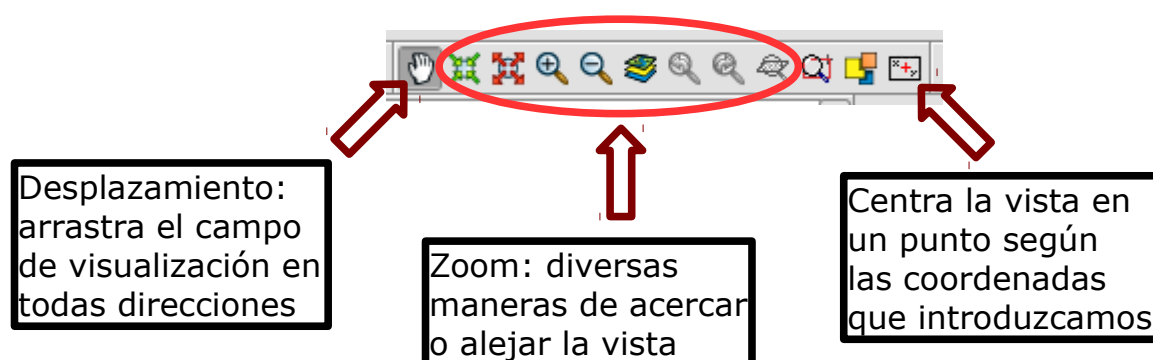 Desplazamiento:
arrastra el campo
de visualización en
todas direcciones
Zoom: diversas
maneras de acercar
o alejar la vista
Centra la vista en
un punto según
las coordenadas
que introduzcamos